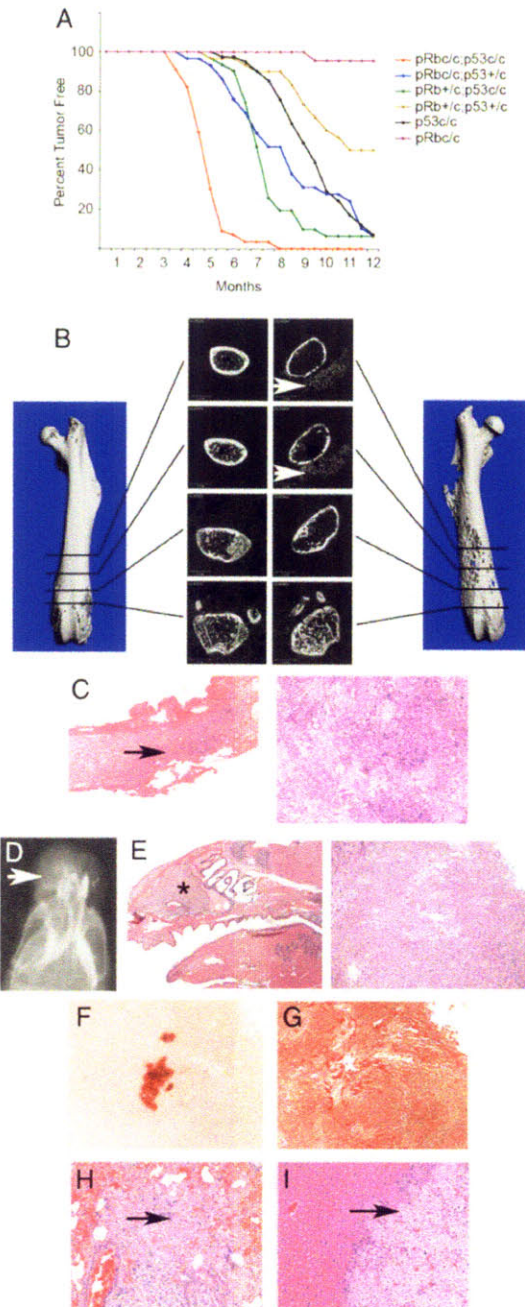 A
Percent Tumor Free
100
80
60
40
20
1 2 3 4 5 6 7 8 9 10 11 12
Months
pRbc/c;p53c/c
pRbc/c;p53+/c
pRb+/c;p53c/c
pRb+/c;p53+/c
p53c/c
pRbc/c
B
C
D
E
*
F
G
H
I